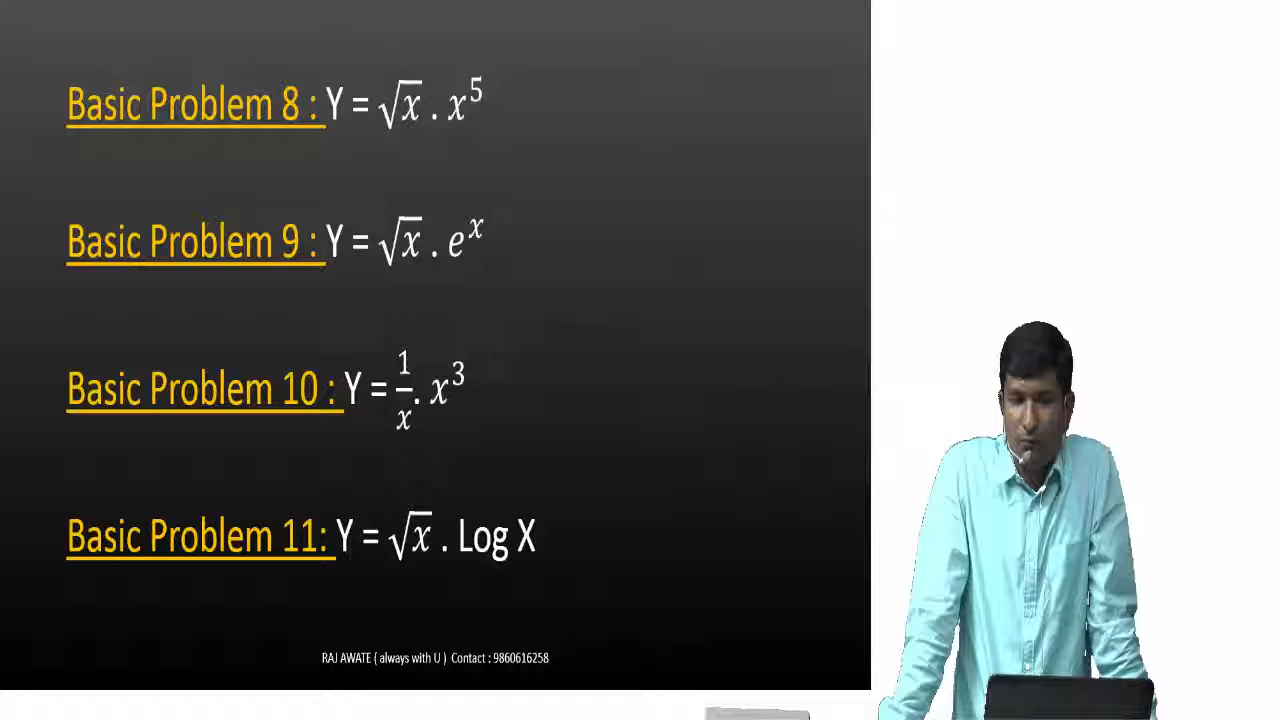 Basic Problem 8 : Y = √x . x⁵
Basic Problem 9 : Y = √x . eˣ
Basic Problem 10 : Y = 1/x . x³
Basic Problem 11: Y = √x . Log X
RAJ AWATE ( always with U ) Contact : 9860616258